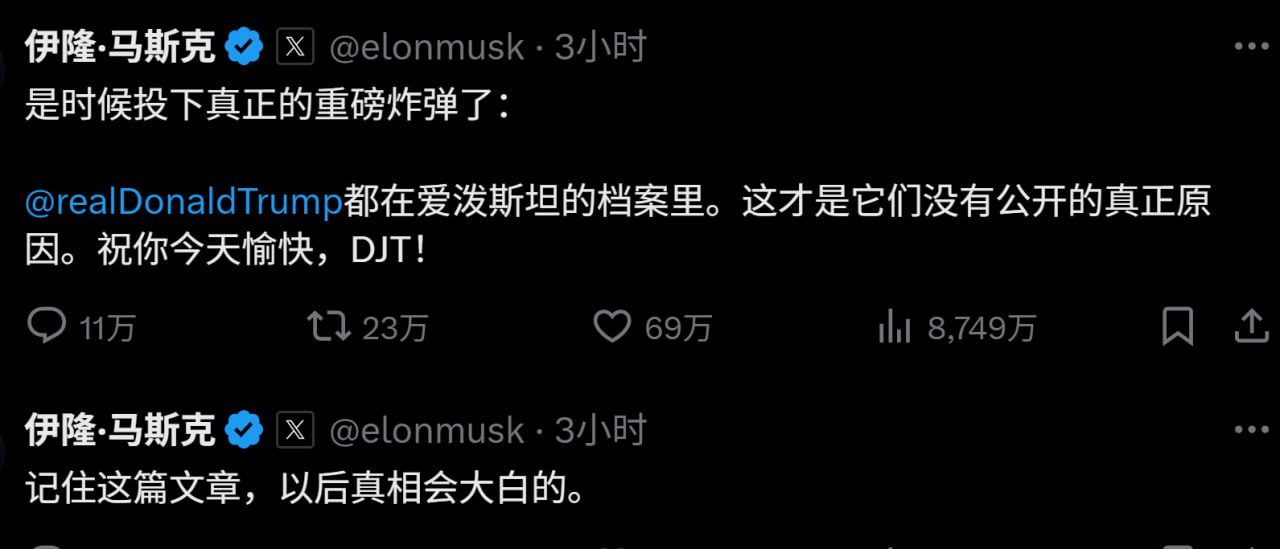 伊隆·马斯克 @elonmusk · 3小时
是时候投下真正的重磅炸弹了：
@realDonaldTrump都在爱泼斯坦的档案里。这才是它们没有公开的真正原
因。祝你今天愉快，DJT！
11万 23万 69万 8,749万
伊隆·马斯克 @elonmusk · 3小时
记住这篇文章，以后真相会大白的。